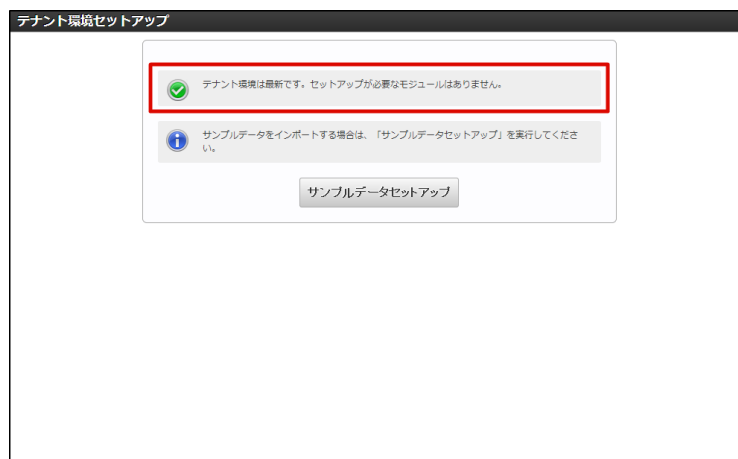 テナント環境セットアップ
テナント環境は最新です。セットアップが必要なモジュールはありません。
サンプルデータをインポートする場合は、「サンプルデータセットアップ」を実行してくださ
い。
サンプルデータセットアップ